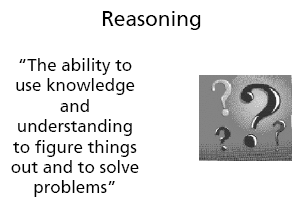 Reasoning
“The ability to
use knowledge
and
understanding
to figure things
out and to solve
problems”
? ? ? ?